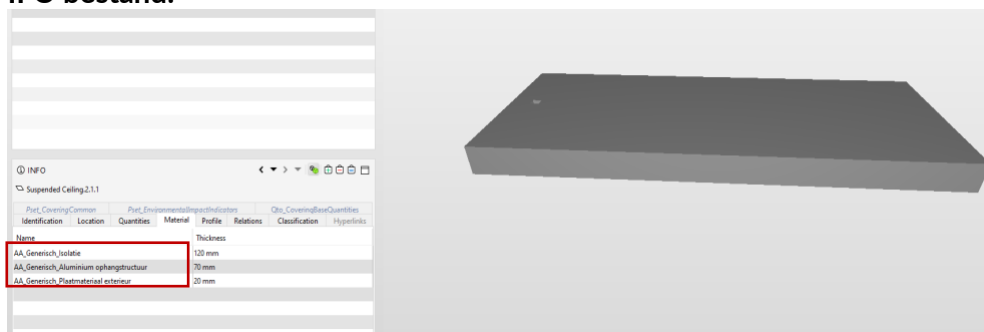 IFC-bestand:
INFO
Suspended Ceiling.2.1.1
Pset_CoveringCommon Pset_EnvironmentalImpactIndicators Qto_CoveringBaseQuantities
Identification Location Quantities Material Profile Relations Classification Hyperlinks
Name Thickness
AA_Generisch_Isolatie 120 mm
AA_Generisch_Aluminium ophangstructuur 70 mm
AA_Generisch_Plaatmateriaal exterieur 20 mm